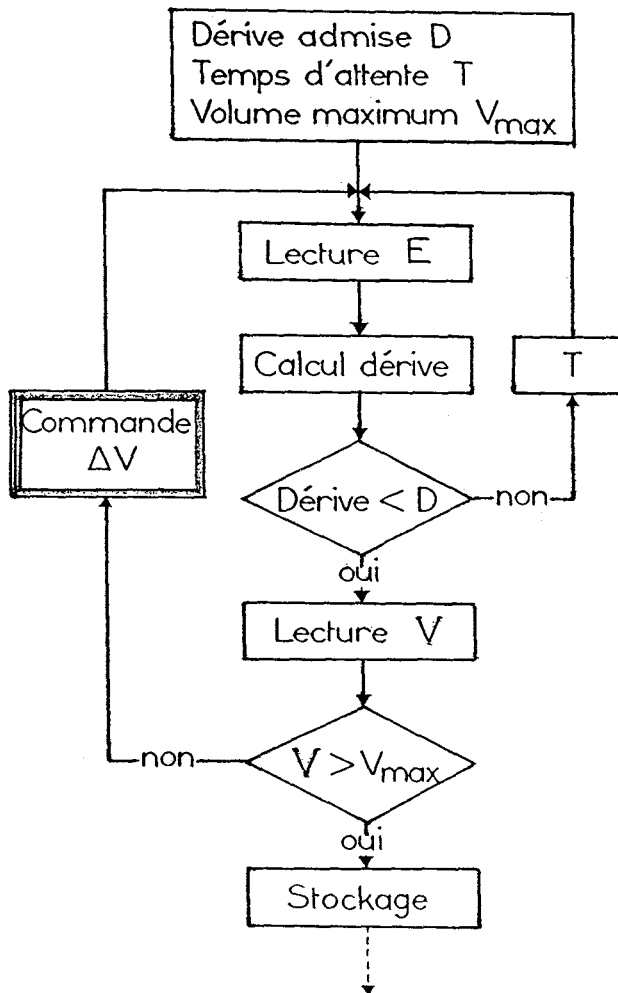 Dérive admise D
Temps d'attente T
Volume maximum Vmax
Lecture E
Calcul dérive
T
Commande
ΔV
Dérive < D
non
oui
Lecture V
non
V > Vmax
oui
Stockage